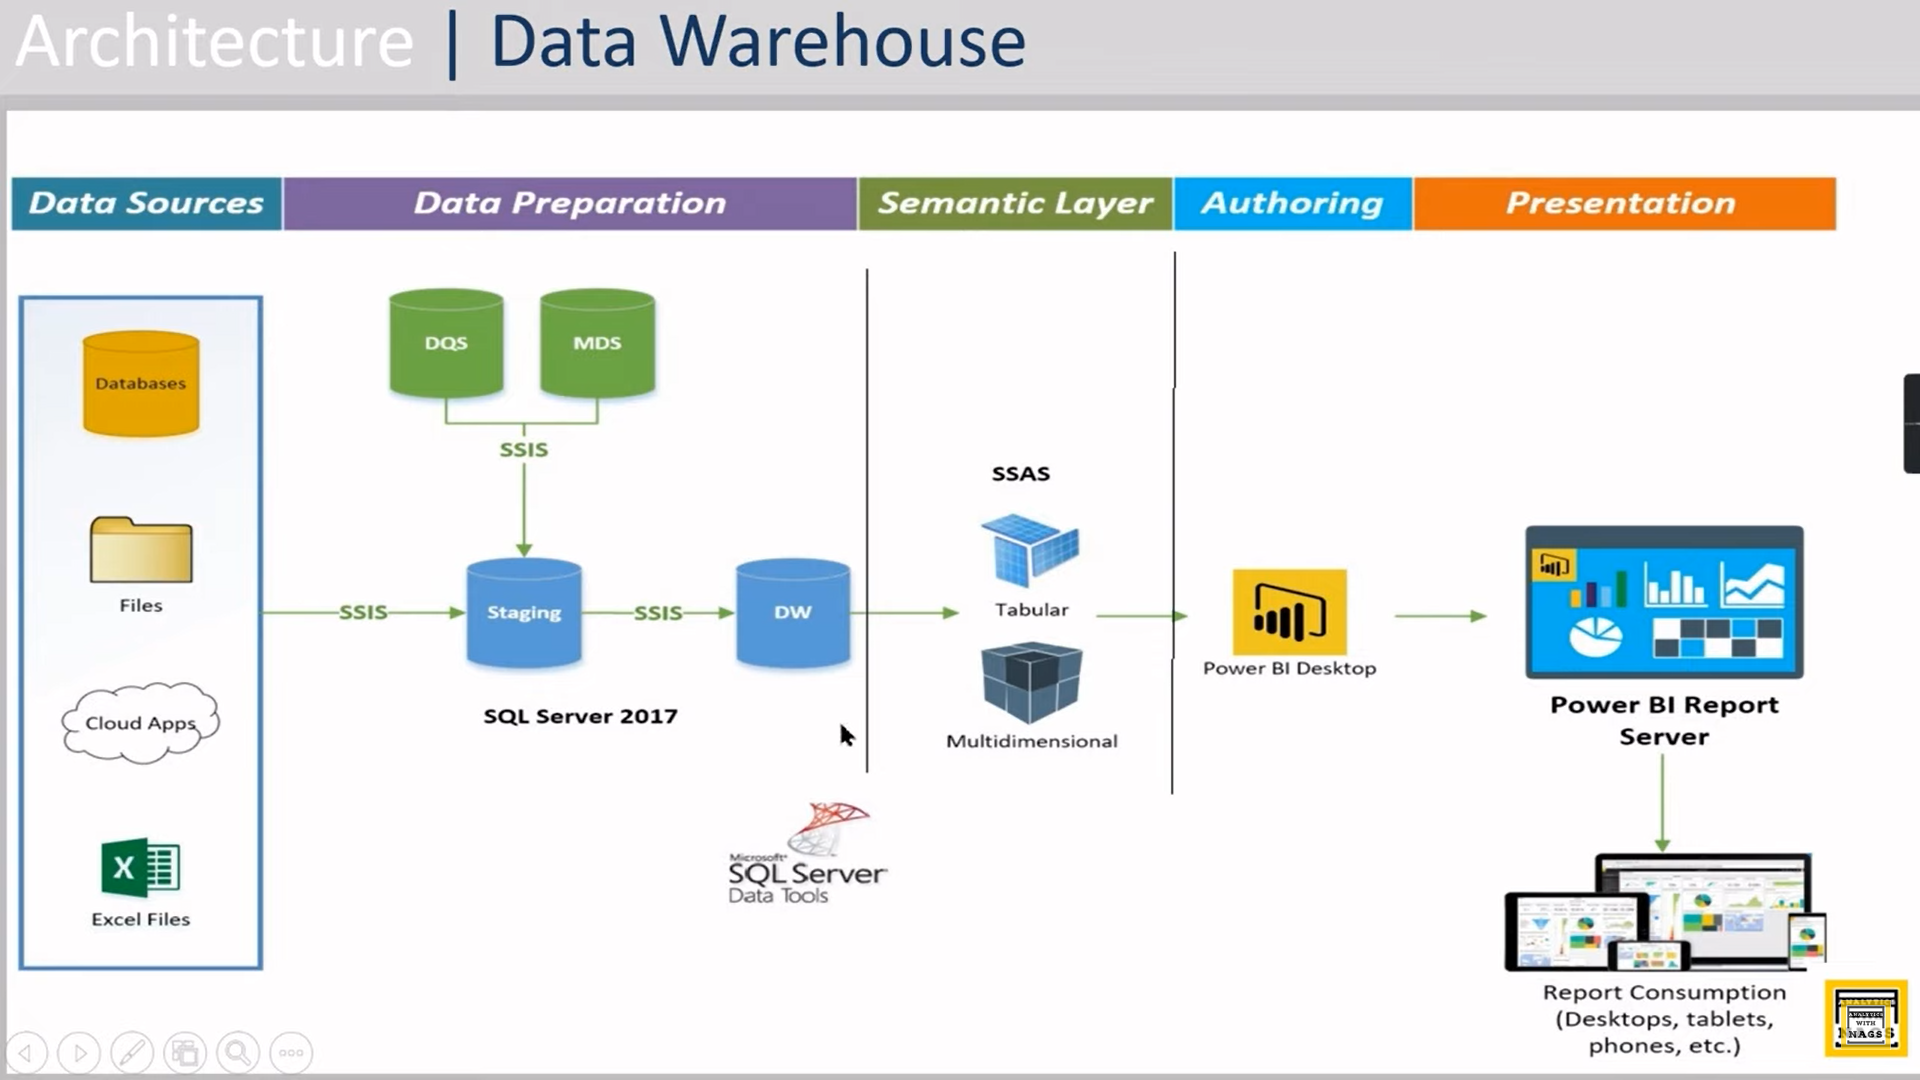 Architecture | Data Warehouse
Data Sources
Data Preparation
Semantic Layer
Authoring
Presentation
Databases
Files
Cloud Apps
X
Excel Files
DQS
MDS
SSIS
SSIS
Staging
SSIS
DW
SQL Server 2017
Microsoft®
SQL Server
Data Tools
SSAS
Tabular
Multidimensional
Power BI Desktop
Power BI Report
Server
Report Consumption
(Desktops, tablets,
phones, etc.)
ANALYTICS
WITH
NAGS